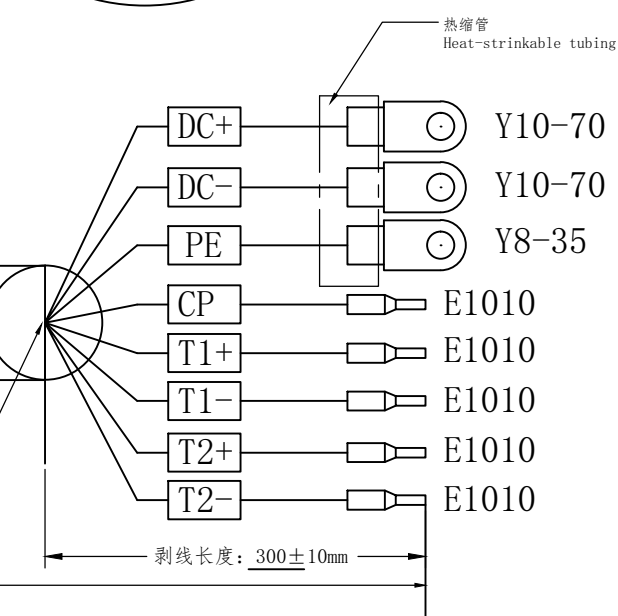 热缩管
Heat-strinkable tubing
DC+ Y10-70
DC- Y10-70
PE Y8-35
CP E1010
T1+ E1010
T1- E1010
T2+ E1010
T2- E1010
剥线长度: 300±10mm